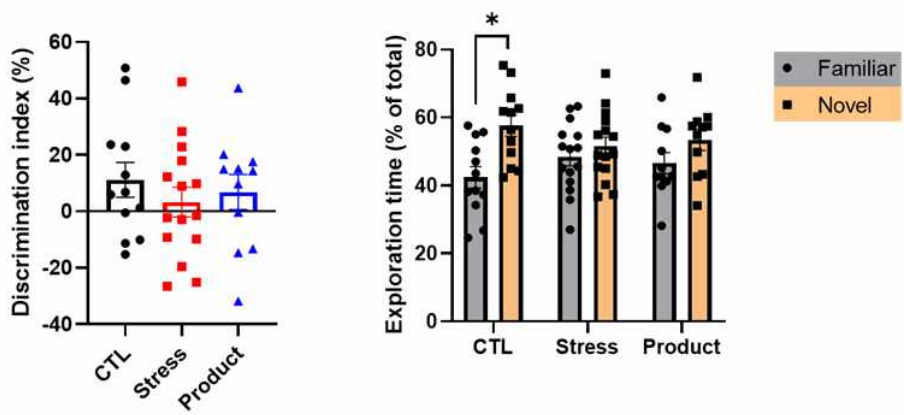 Discrimination index (%)
60
40
20
0
-20
-40
CTL
Stress
Product
Exploration time (% of total)
80
60
40
20
0
*
CTL
Stress
Product
Familiar
Novel